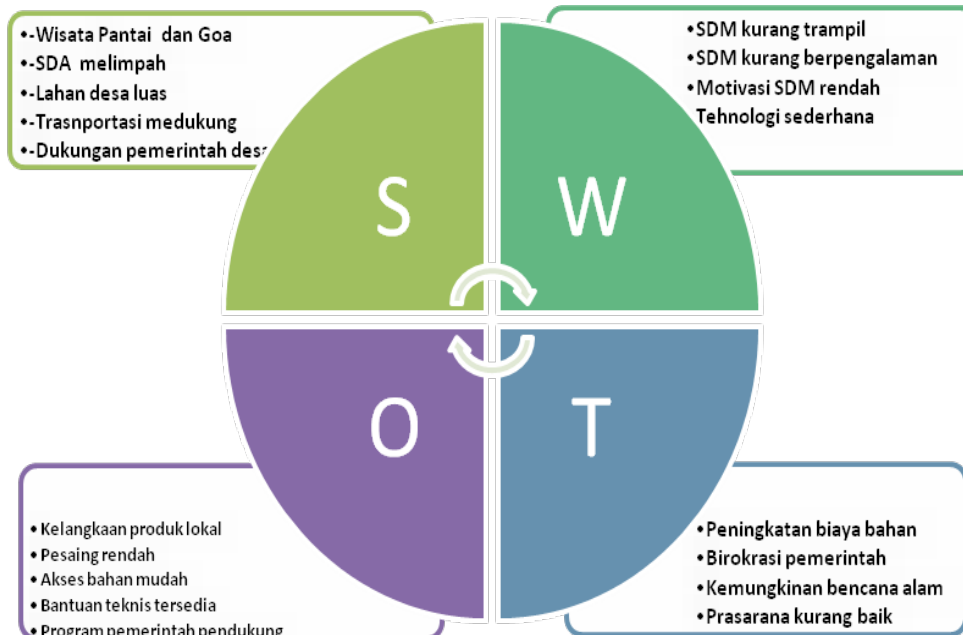 •-Wisata Pantai dan Goa
•-SDA melimpah
•-Lahan desa luas
•-Trasnportasi medukung
•-Dukungan pemerintah desa
•SDM kurang trampil
•SDM kurang berpengalaman
•Motivasi SDM rendah
Tehnologi sederhana
S
W
O
T
• Kelangkaan produk lokal
• Pesaing rendah
• Akses bahan mudah
• Bantuan teknis tersedia
• Program pemerintah pendukung
• Peningkatan biaya bahan
• Birokrasi pemerintah
• Kemungkinan bencana alam
• Prasarana kurang baik